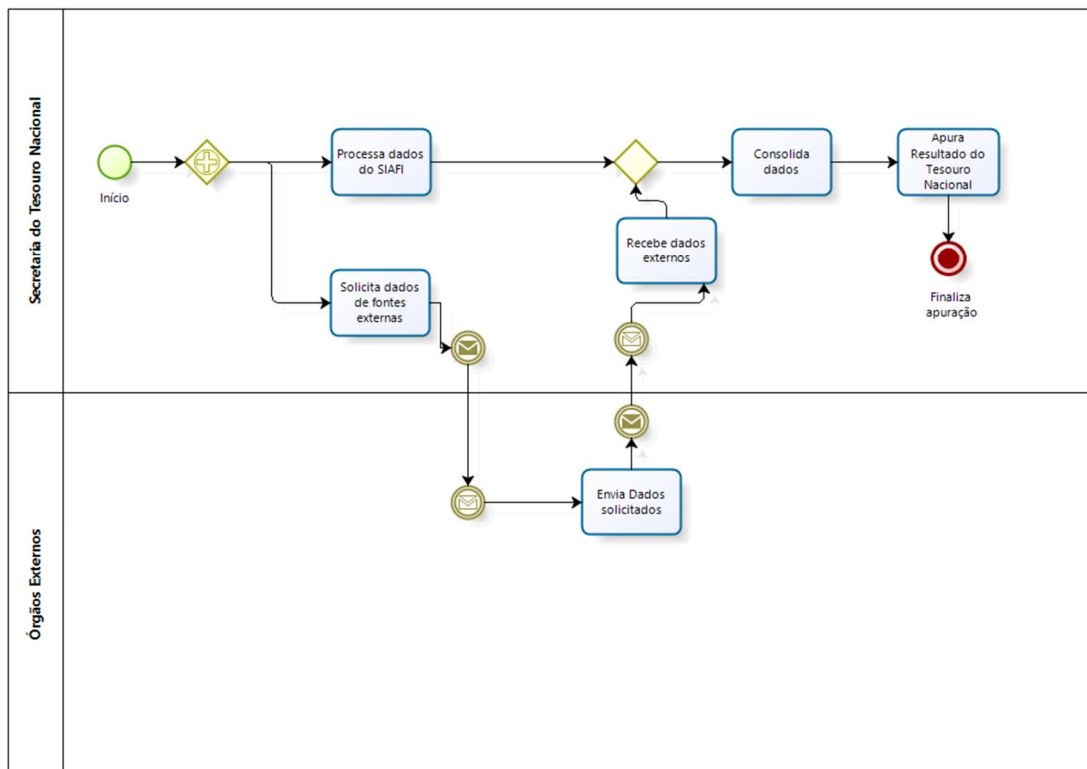 Secretaria do Tesouro Nacional
Início
Processa dados
do SIAFI
Consolida
dados
Apura
Resultado do
Tesouro
Nacional
Recebe dados
externos
Solicita dados
de fontes
externas
Finaliza
apuração
Órgãos Externos
Envia Dados
solicitados